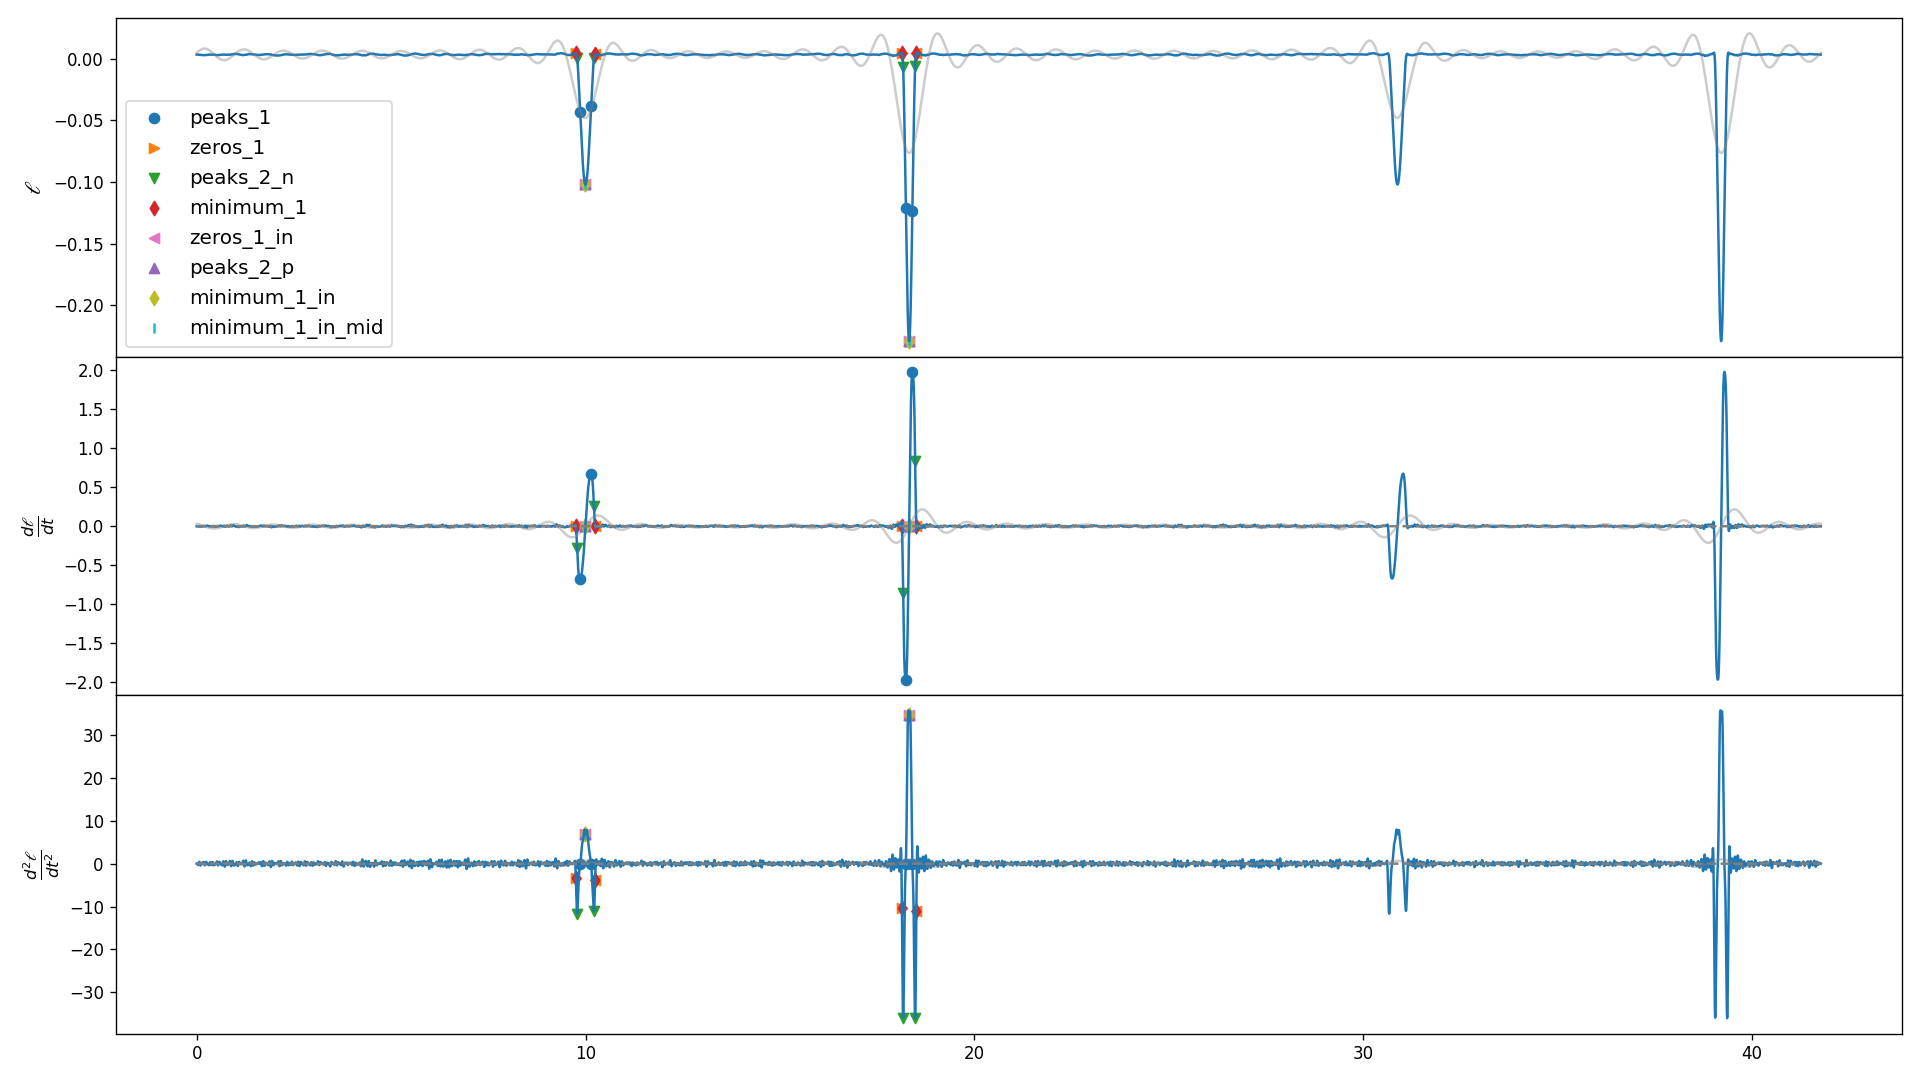 0.00
−0.05
−0.10
−0.15
−0.20
ℓ
peaks_1
zeros_1
peaks_2_n
minimum_1
zeros_1_in
peaks_2_p
minimum_1_in
minimum_1_in_mid
2.0
1.5
1.0
0.5
0.0
−0.5
−1.0
−1.5
−2.0
dℓ
dt
30
20
10
0
−10
−20
−30
d²ℓ
dt²
0 10 20 30 40